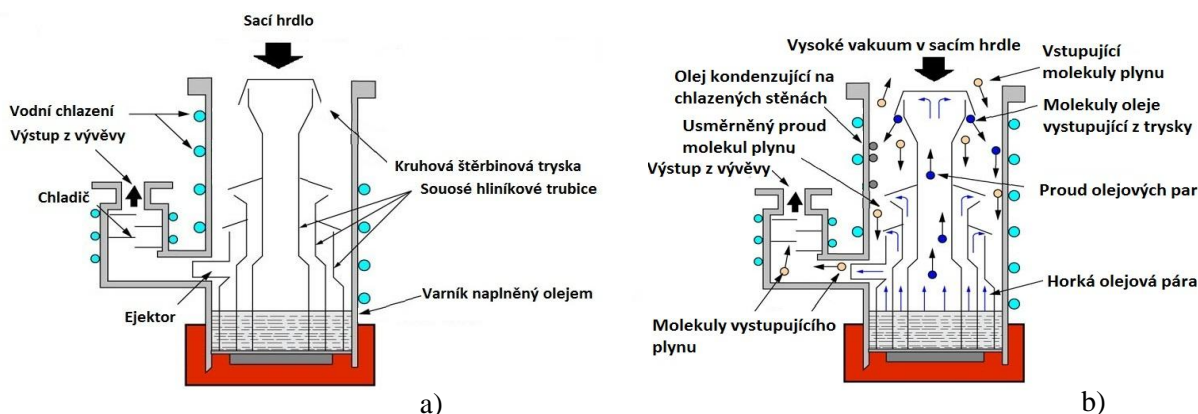 Sací hrdlo
Vodní chlazení
Výstup z vývěvy
Chladič
Kruhová štěrbinová tryska
Souosé hliníkové trubice
Varník naplněný olejem
Ejektor
a)
Vysoké vakuum v sacím hrdle
Vstupující
molekuly plynu
Olej kondenzující na
chlazených stěnách
Molekuly oleje
vystupující z trysky
Usměrněný proud
molekul plynu
Výstup z vývěvy
Proud olejových par
Horká olejová pára
Molekuly vystupujícího
plynu
b)